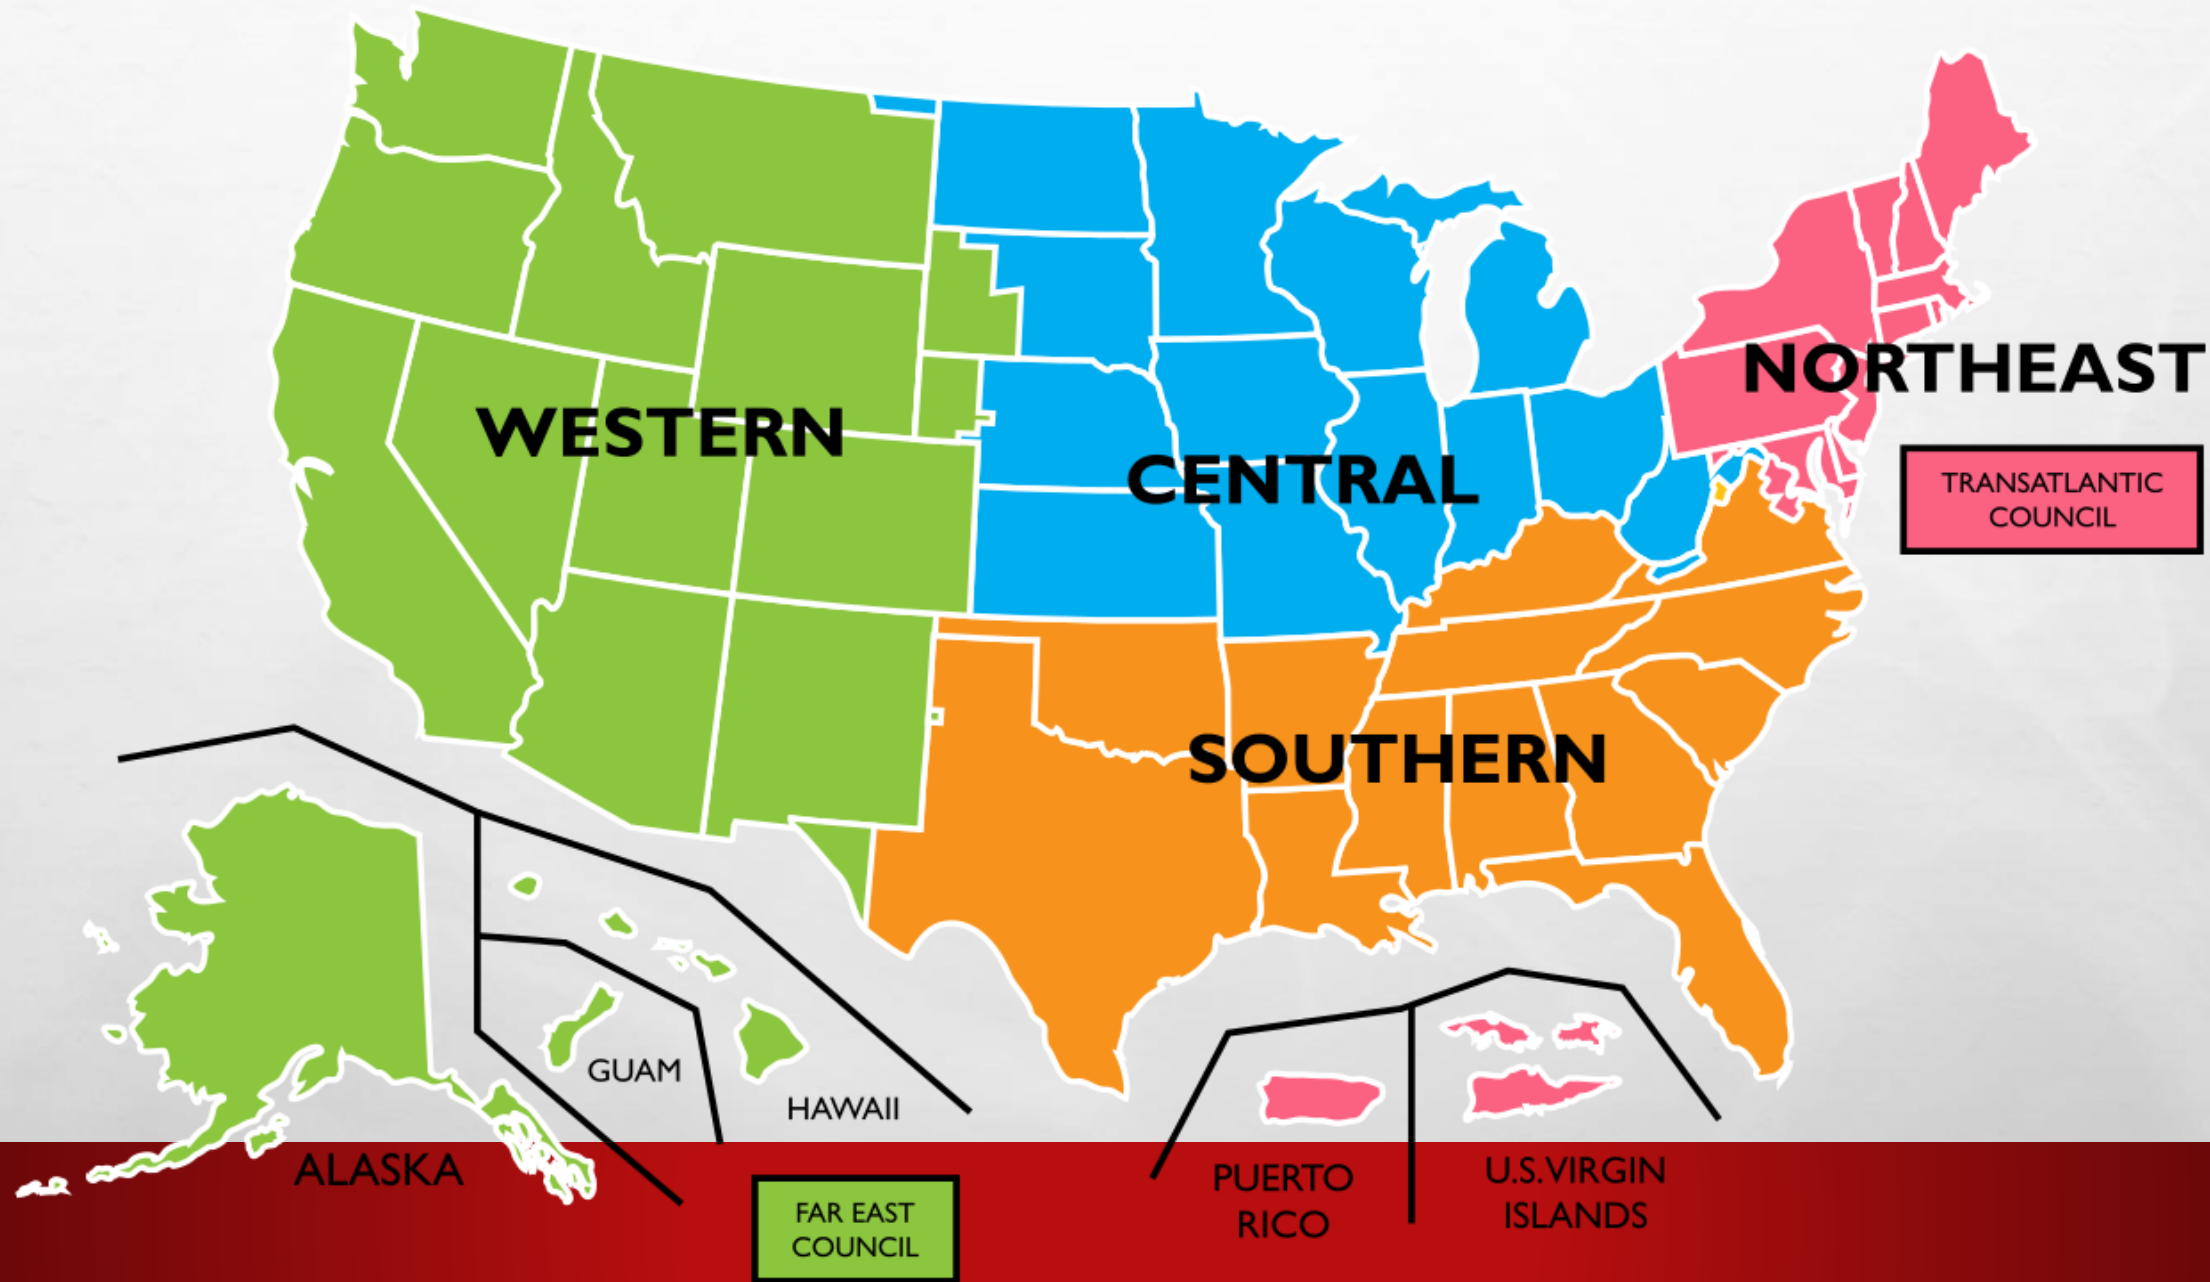 NORTHEAST
WESTERN
CENTRAL
TRANSATLANTIC
COUNCIL
SOUTHERN
GUAM
HAWAII
ALASKA
PUERTO
RICO
U.S.VIRGIN
ISLANDS
FAR EAST
COUNCIL